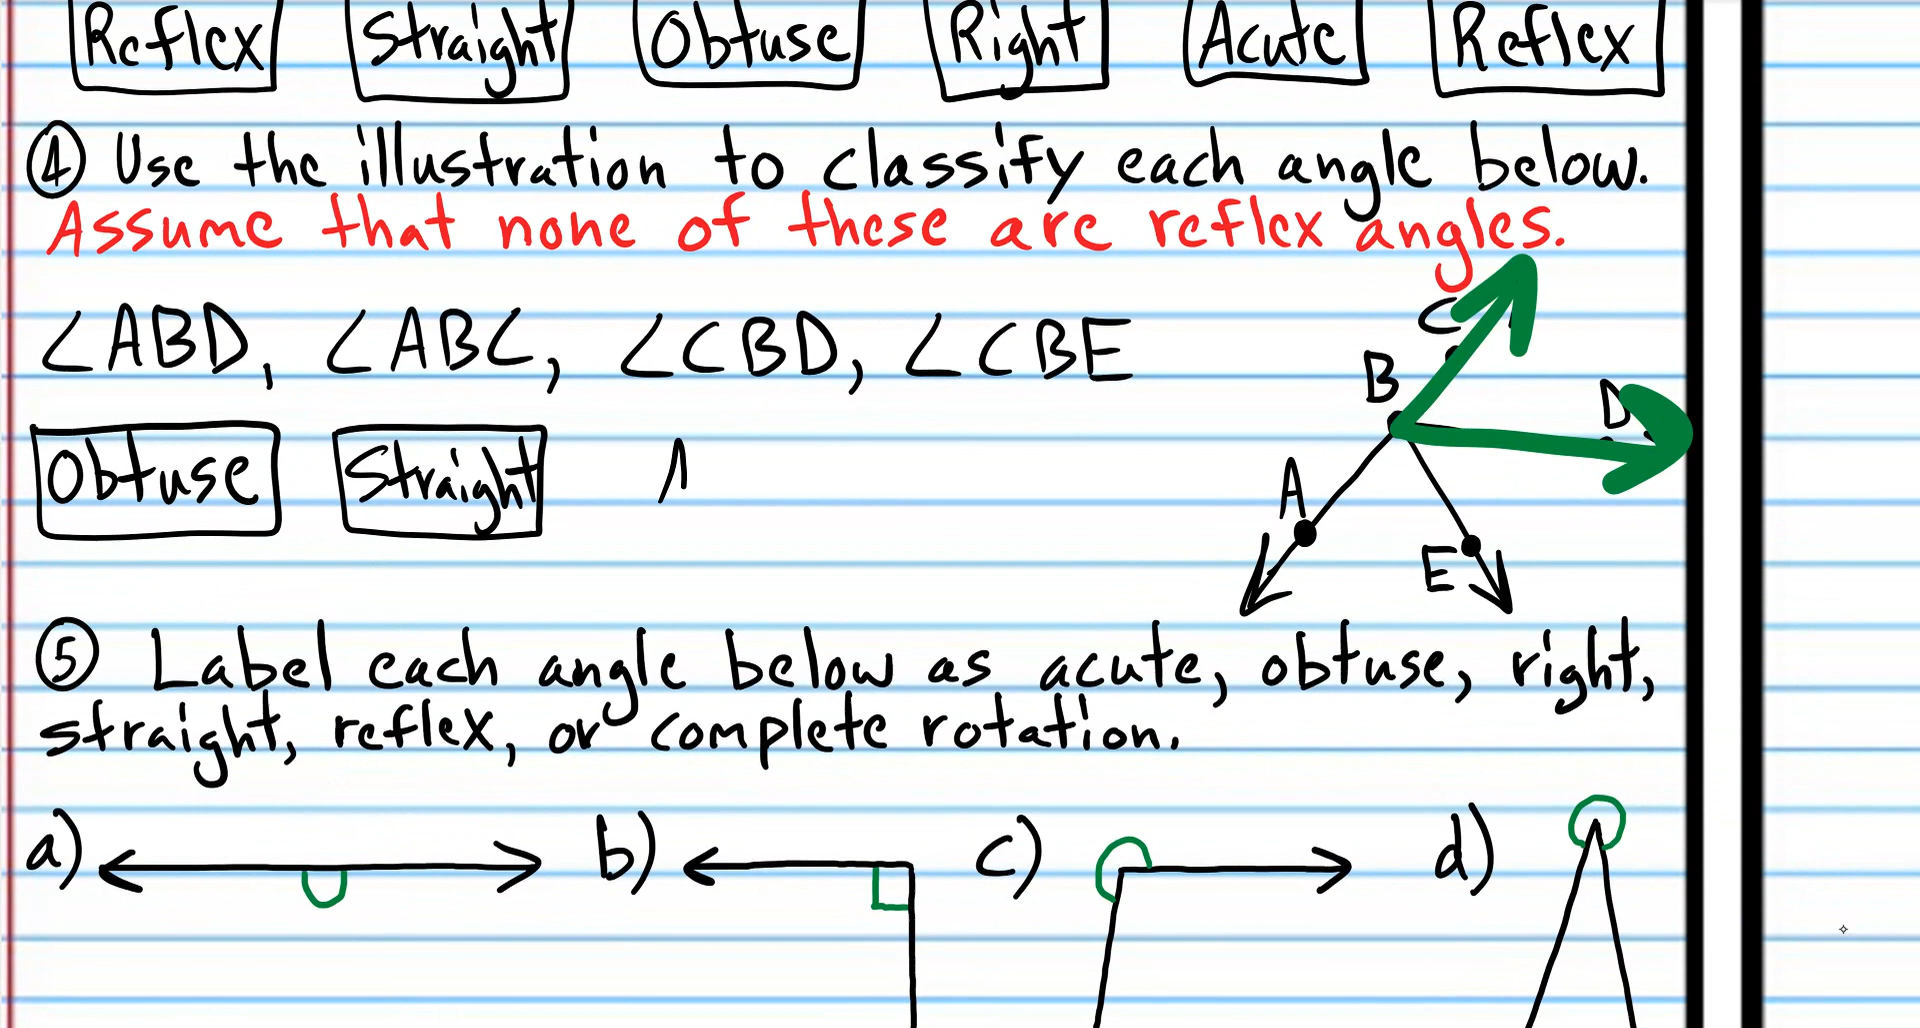 Reflex Straight Obtuse Right Acute Reflex
④ Use the illustration to classify each angle below.
Assume that none of these are reflex angles.
∠ABD, ∠ABC, ∠CBD, ∠CBE
C
B
D
Obtuse Straight
A
E
⑤ Label each angle below as acute, obtuse, right,
straight, reflex, or complete rotation.
a) b) c) d)